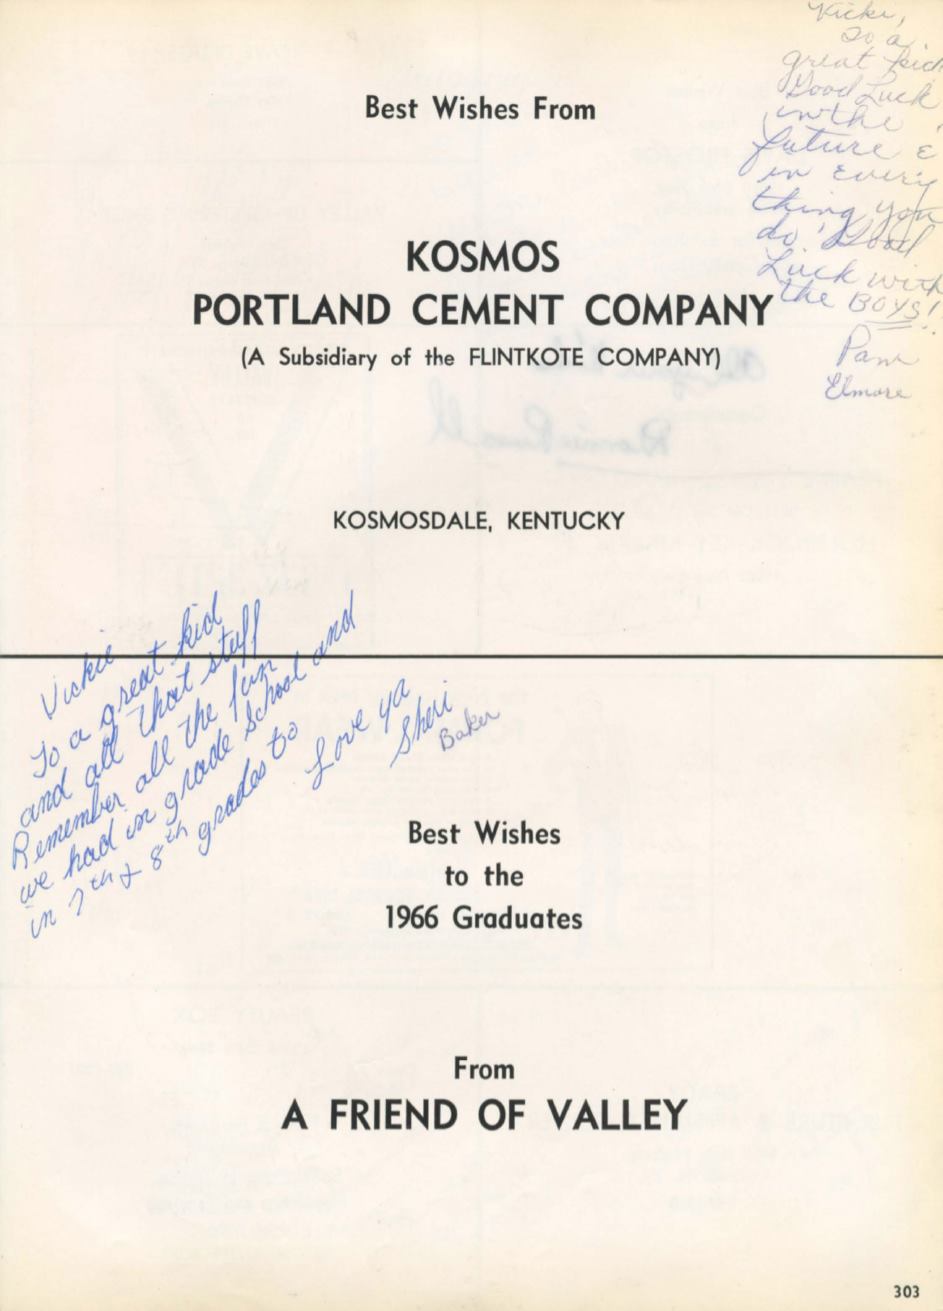 Vicki,
To a
great kid
Good Luck
in the
future &
in every
thing you
do! Good
Luck with
the BOYS!
Pam
Elmore
Best Wishes From
KOSMOS
PORTLAND CEMENT COMPANY
(A Subsidiary of the FLINTKOTE COMPANY)
KOSMOSDALE, KENTUCKY
Vickie
To a great kid
and all that stuff
Remember all the fun
we had in grade school and
in 7th & 8th grades to
Love ya
Sheri
Baker
Best Wishes
to the
1966 Graduates
From
A FRIEND OF VALLEY
303